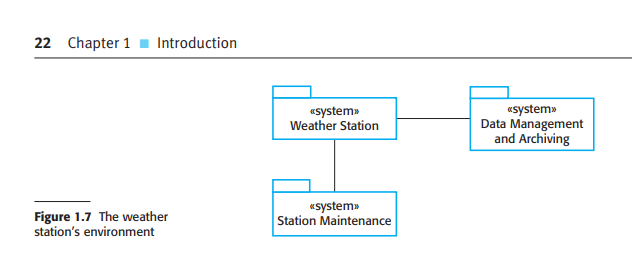 22 Chapter 1 ■ Introduction
«system»
Weather Station
«system»
Data Management
and Archiving
«system»
Station Maintenance
Figure 1.7 The weather
station’s environment